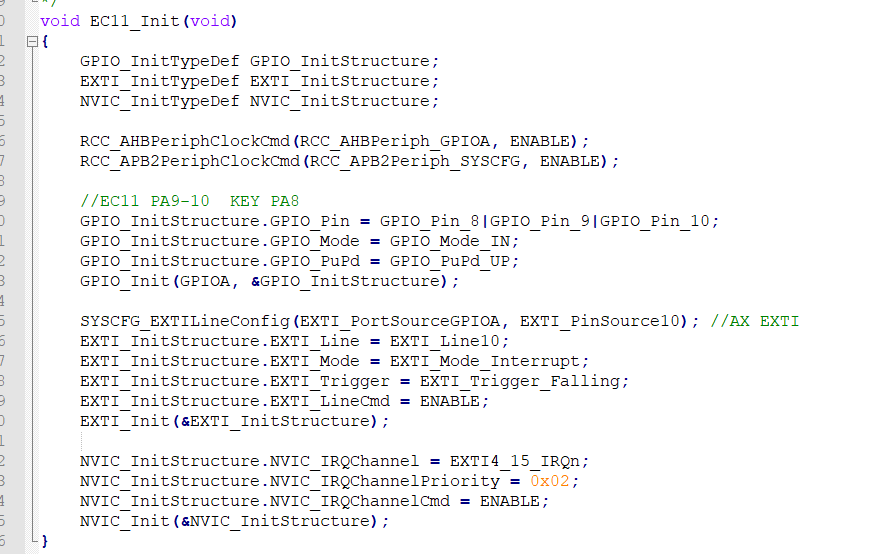 */
void EC11_Init(void)
{
    GPIO_InitTypeDef GPIO_InitStructure;
    EXTI_InitTypeDef EXTI_InitStructure;
    NVIC_InitTypeDef NVIC_InitStructure;

    RCC_AHBPeriphClockCmd(RCC_AHBPeriph_GPIOA, ENABLE);
    RCC_APB2PeriphClockCmd(RCC_APB2Periph_SYSCFG, ENABLE);

    //EC11 PA9-10  KEY PA8
    GPIO_InitStructure.GPIO_Pin = GPIO_Pin_8|GPIO_Pin_9|GPIO_Pin_10;
    GPIO_InitStructure.GPIO_Mode = GPIO_Mode_IN;
    GPIO_InitStructure.GPIO_PuPd = GPIO_PuPd_UP;
    GPIO_Init(GPIOA, &GPIO_InitStructure);

    SYSCFG_EXTILineConfig(EXTI_PortSourceGPIOA, EXTI_PinSource10); //AX EXTI
    EXTI_InitStructure.EXTI_Line = EXTI_Line10;
    EXTI_InitStructure.EXTI_Mode = EXTI_Mode_Interrupt;
    EXTI_InitStructure.EXTI_Trigger = EXTI_Trigger_Falling;
    EXTI_InitStructure.EXTI_LineCmd = ENABLE;
    EXTI_Init(&EXTI_InitStructure);

    NVIC_InitStructure.NVIC_IRQChannel = EXTI4_15_IRQn;
    NVIC_InitStructure.NVIC_IRQChannelPriority = 0x02;
    NVIC_InitStructure.NVIC_IRQChannelCmd = ENABLE;
    NVIC_Init(&NVIC_InitStructure);
}